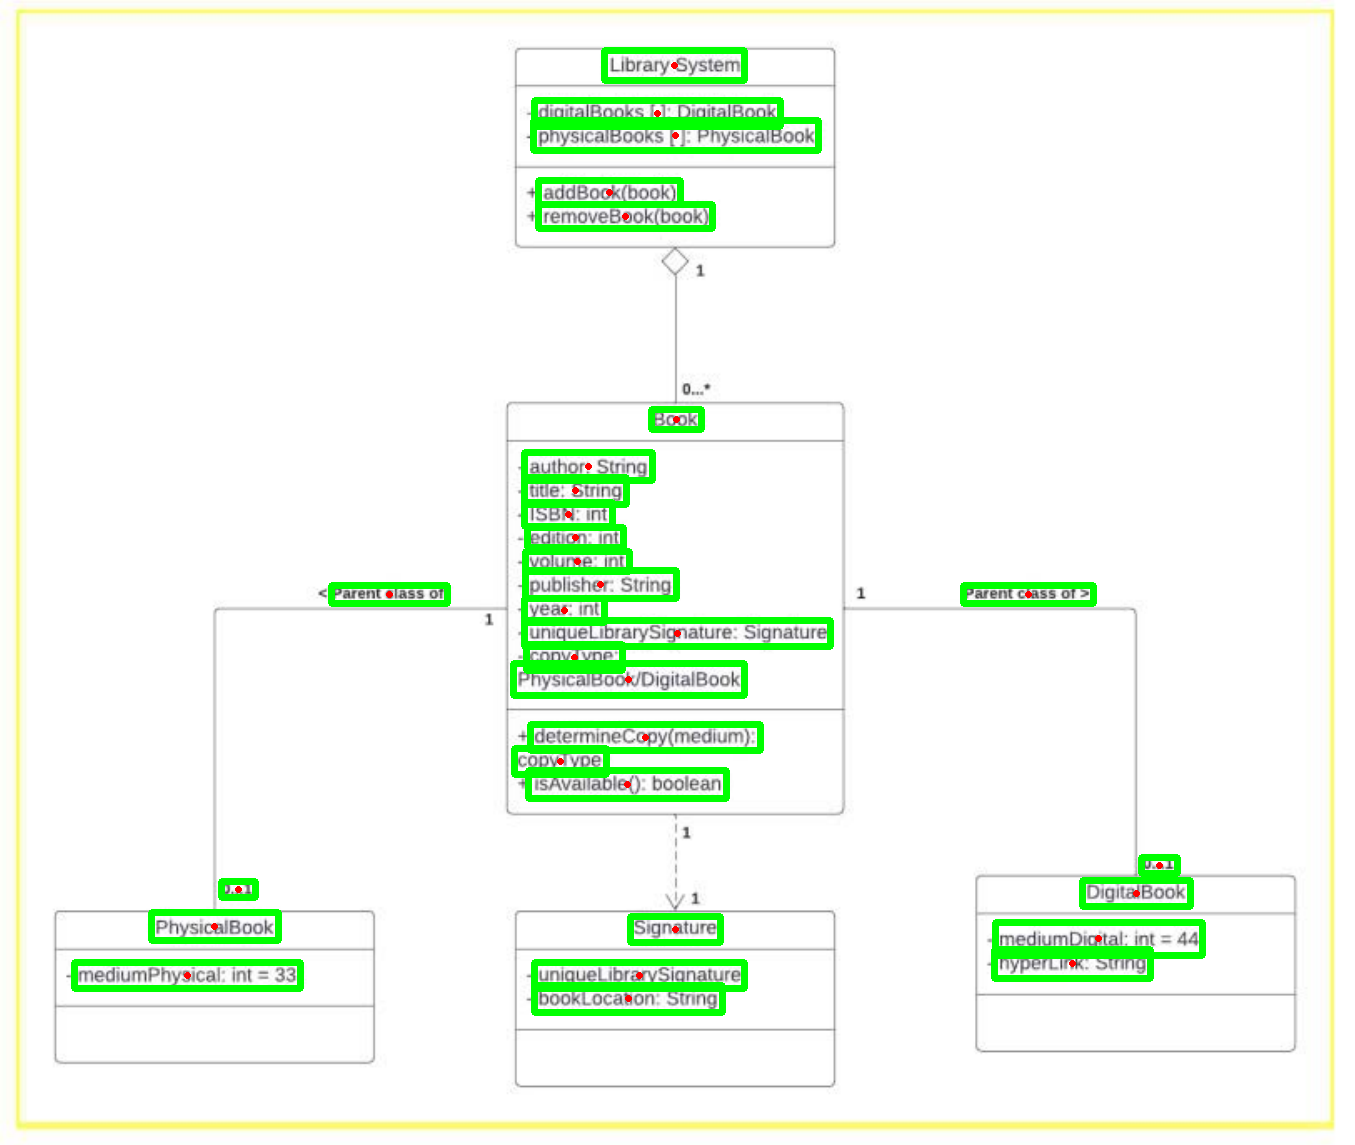 Library System
- digitalBooks [ ]: DigitalBook
- physicalBooks [ ]: PhysicalBook
+ addBook(book)
+ removeBook(book)
1
0...*
Book
- author: String
- title: String
- ISBN: int
- edition: int
- volume: int
- publisher: String
- year: int
- uniqueLibrarySignature: Signature
- copyType:
PhysicalBook/DigitalBook
+ determineCopy(medium):
copyType
+ isAvailable(): boolean
< Parent class of
1
1
Parent class of >
1
1
0...1
0...1
PhysicalBook
- mediumPhysical: int = 33
Signature
- uniqueLibrarySignature
- bookLocation: String
DigitalBook
- mediumDigital: int = 44
- hyperLink: String